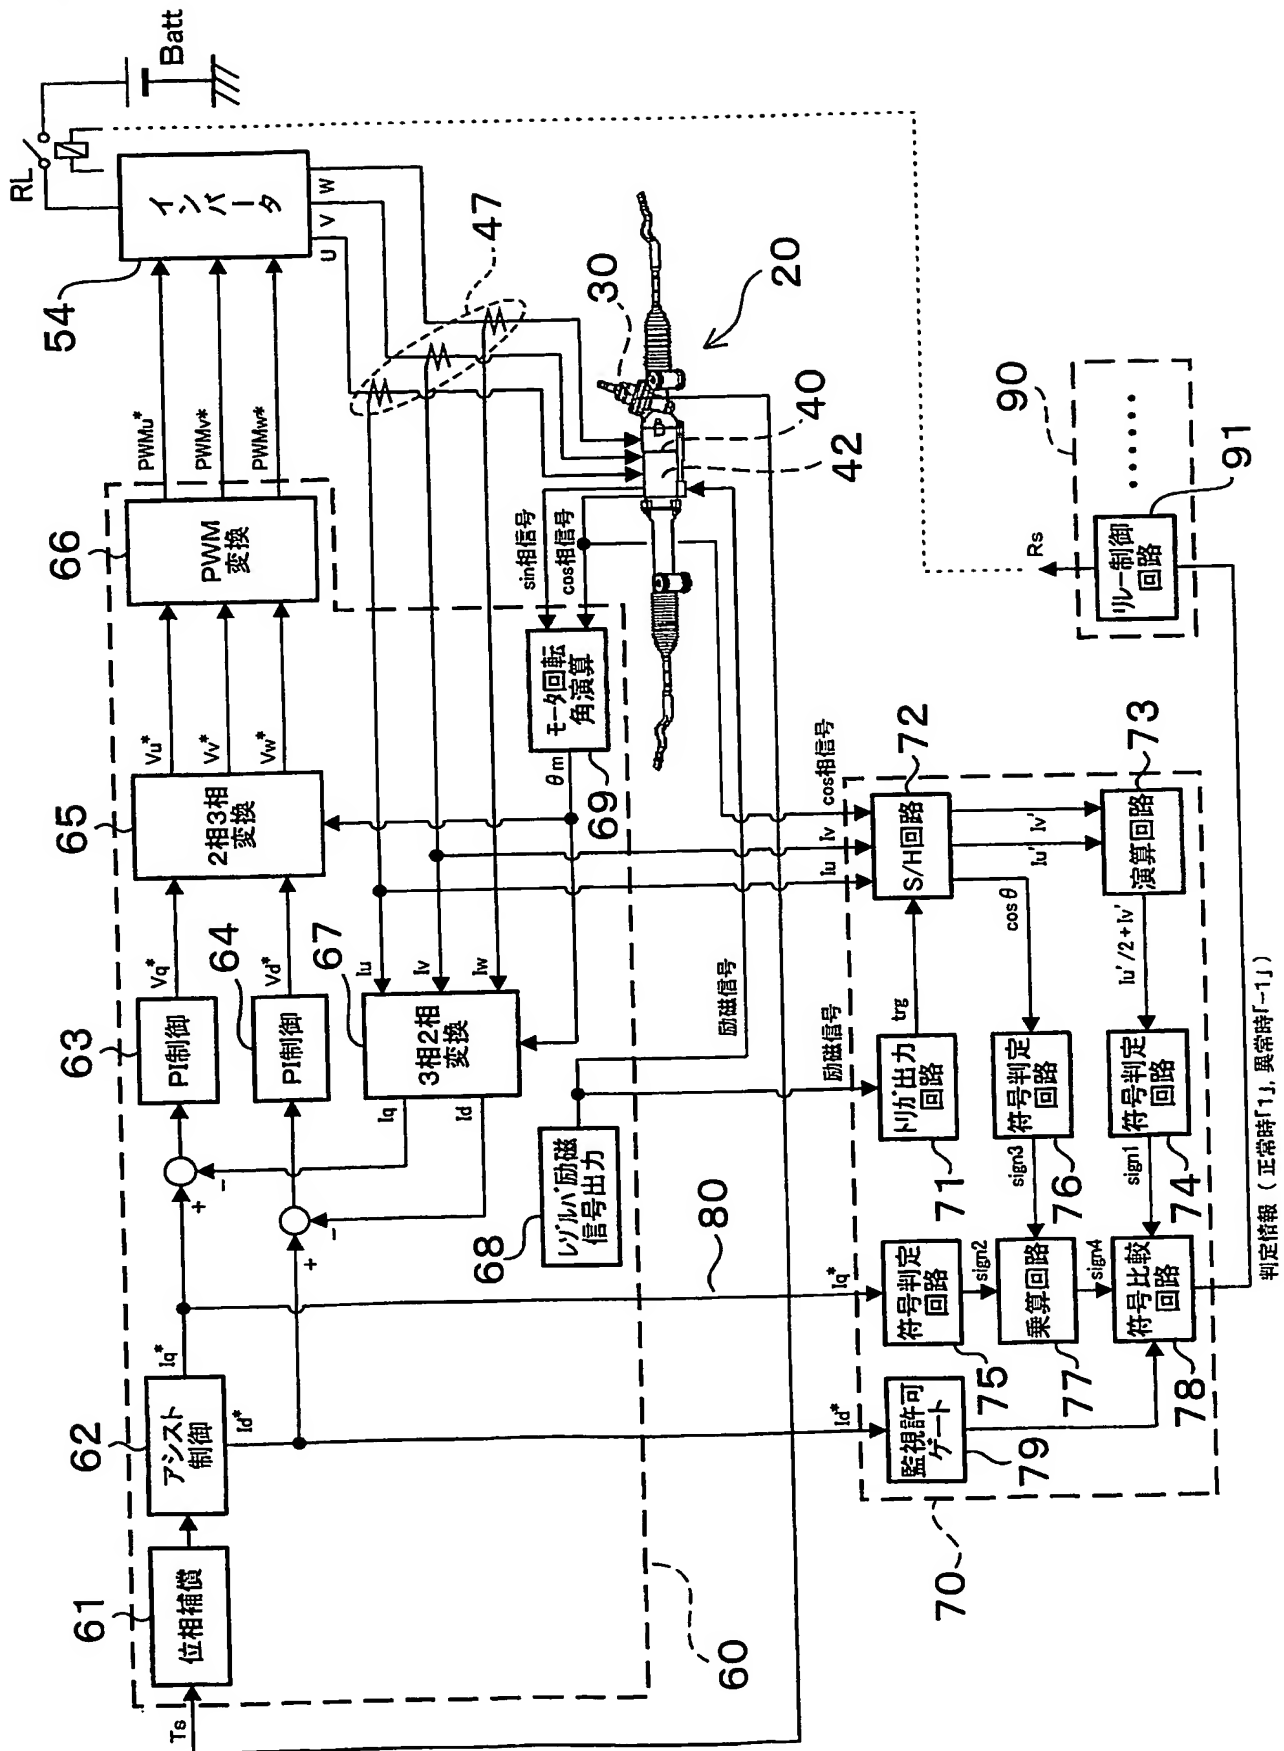 Ts
61
位相補償
62
アシスト
制御
Iq*
Id*
+
-
+
-
63
PI制御
Vq*
64
PI制御
Vd*
65
2相3相
変換
Vu*
Vv*
Vw*
66
PWM
変換
PWMu*
PWMv*
PWMw*
54
インバータ
U
V
W
RL
Batt
47
67
3相2相
変換
Iu
Iv
Iw
Iq
Id
68
レゾルバ励磁
信号出力
励磁信号
69
モータ回転
角演算
θm
sin相信号
cos相信号
30
20
40
42
60
80
Id*
Iq*
励磁信号
Iu
Iv
cos相信号
70
79
監視許可
ゲート
75
符号判定
回路
sign2
71
トリガ出力
回路
trg
72
S/H回路
cosθ
Iu'
Iv'
73
演算回路
Iu'/2+Iv'
76
符号判定
回路
sign3
77
乗算回路
sign4
74
符号判定
回路
sign1
78
符号比較
回路
判定情報(正常時「1」,異常時「-1」)
90
91
リレー制御
回路
Rs